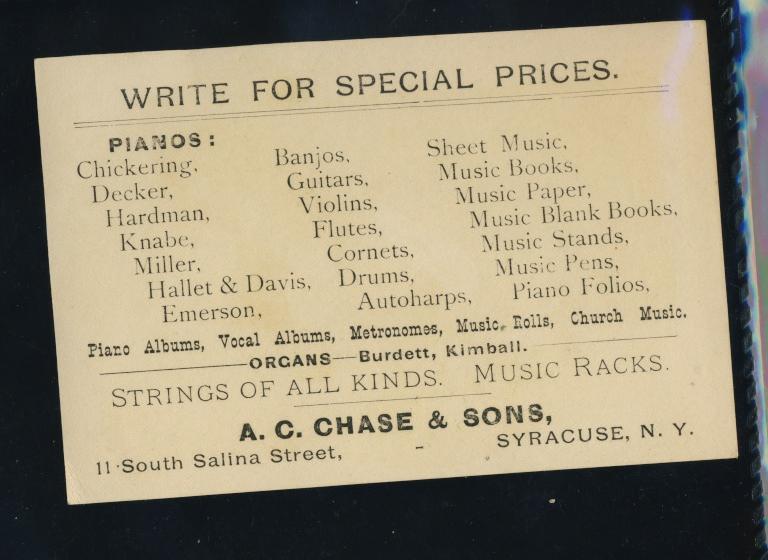 WRITE FOR SPECIAL PRICES.
PIANOS:
Chickering,
Decker,
Hardman,
Knabe,
Miller,
Hallet & Davis,
Emerson,
Banjos,
Guitars,
Violins,
Flutes,
Cornets,
Drums,
Autoharps,
Sheet Music,
Music Books,
Music Paper,
Music Blank Books,
Music Stands,
Music Pens,
Piano Folios,
Piano Albums, Vocal Albums, Metronomes, Music Rolls, Church Music.
ORGANS—Burdett, Kimball.
STRINGS OF ALL KINDS. MUSIC RACKS.
A. C. CHASE & SONS,
11 South Salina Street, - SYRACUSE, N. Y.